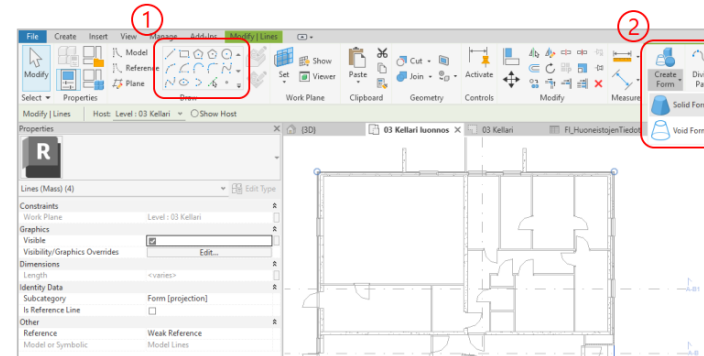 1
2
File Create Insert View Manage Add-Ins Modify | Lines
Modify
Model
Reference
Plane
Set
Show
Viewer
Paste
Cut
Join
Activate
Create Form
Solid
Void
Select Properties Draw Work Plane Clipboard Geometry Controls Modify Measure
Modify | Lines Host: Level : 03 Kellari Show Host
Properties
(3D) 03 Kellari luonnos 03 Kellari
R
Lines (Mass) (4) Edit Type
Constraints
Work Plane Level : 03 Kellari
Graphics
Visible
Visibility/Graphics Overrides Edit...
Dimensions
Length <varies>
Identity Data
Subcategory Form [projection]
Is Reference Line
Other
Reference Weak Reference
Model or Symbolic Model Lines